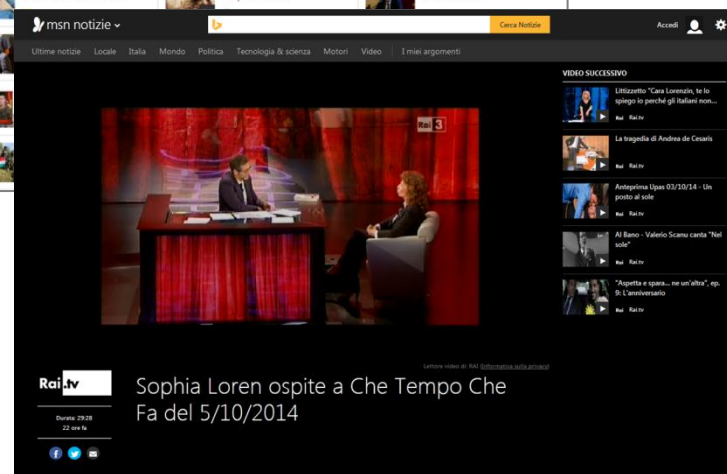 msn notizie
Cerca Notizie
Accedi
Ultime notizie Locale Italia Mondo Politica Tecnologia & scienza Motori Video I miei argomenti
Rai 3
VIDEO SUCCESSIVO
Littizzetto "Cara Lorenzin, te lo
spiego io perché gli italiani non...
Rai Rai.tv
La tragedia di Andrea de Cesaris
Rai Rai.tv
Anteprima Upas 03/10/14 - Un
posto al sole
Rai Rai.tv
Al Bano - Valerio Scanu canta "Nel
sole"
Rai Rai.tv
"Aspetta e spara... ne un'altra", ep.
9: L'anniversario
Rai Rai.tv
Lettore video di: RAI (Informativa sulla privacy)
Rai.tv
Durata: 29:28
22 ore fa
Sophia Loren ospite a Che Tempo Che
Fa del 5/10/2014